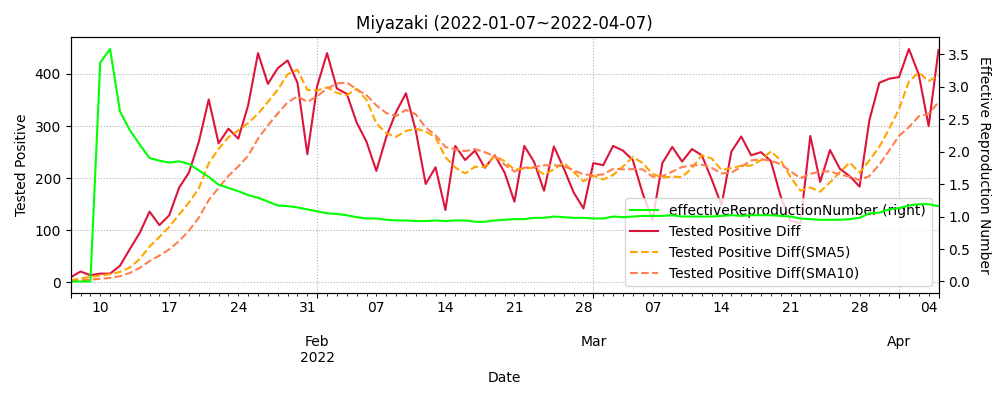 Miyazaki (2022-01-07~2022-04-07)
Tested Positive
400
300
200
100
0
3.5
3.0
2.5
2.0
1.5
1.0
0.5
0.0
Effective Reproduction Number
effectiveReproductionNumber (right)
Tested Positive Diff
Tested Positive Diff(SMA5)
Tested Positive Diff(SMA10)
10 17 24 31 07 14 21 28 07 14 21 28 04
Feb Mar Apr
2022
Date